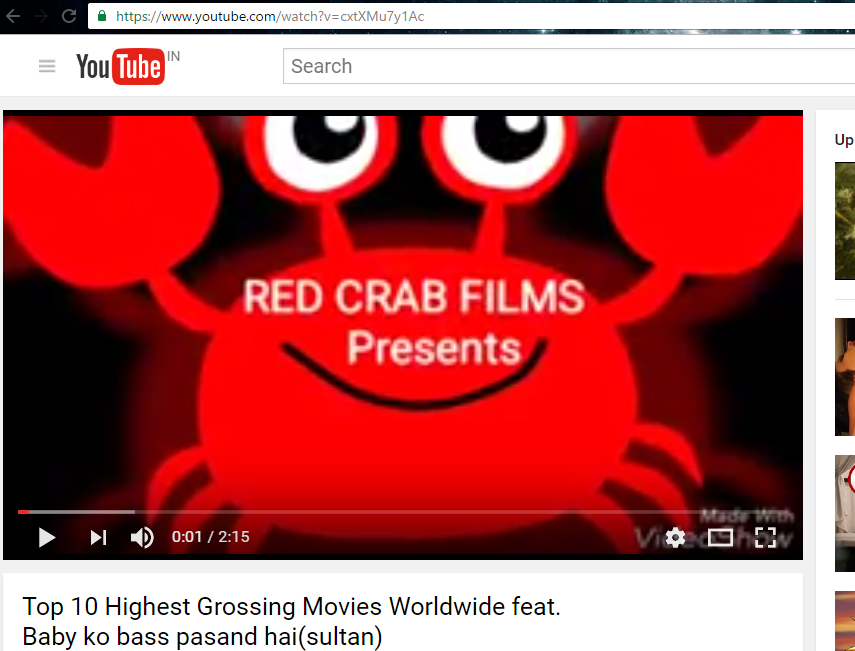 https://www.youtube.com/watch?v=cxtXMu7y1Ac
YouTube IN
Search
Up
RED CRAB FILMS
Presents
Made With
VideoShow
0:01 / 2:15
Top 10 Highest Grossing Movies Worldwide feat.
Baby ko bass pasand hai(sultan)